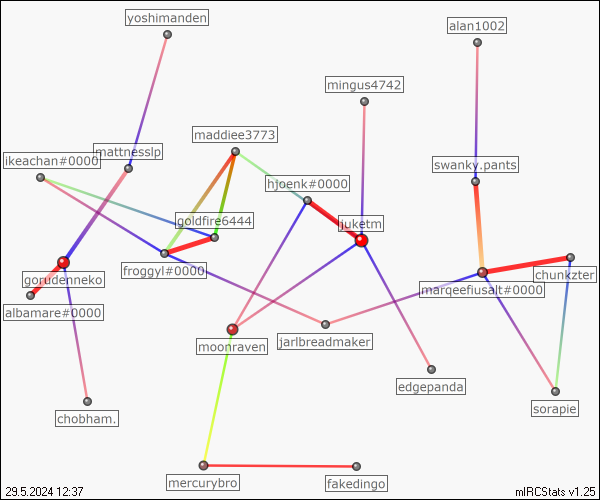 yoshimanden
alan1002
mingus4742
maddiee3773
mattnesslp
ikeachan#0000
swanky.pants
hjoenk#0000
goldfire6444
juketm
froggyl#0000
gorudenneko
chunkzter
marqeefiusalt#0000
albamare#0000
jarlbreadmaker
moonraven
edgepanda
sorapie
chobham.
mercurybro
fakedingo
29.5.2024 12:37
mIRCStats v1.25